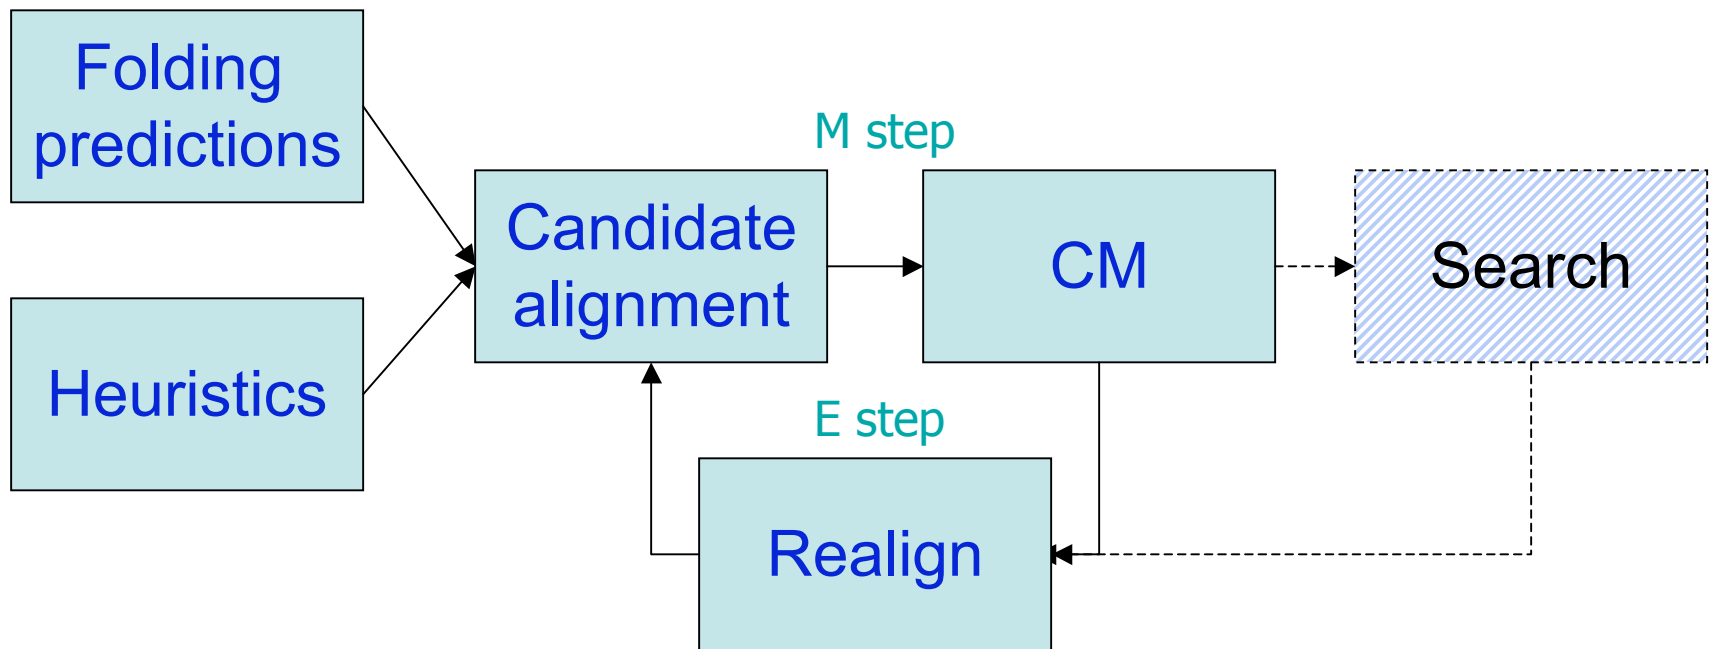 Folding
predictions
Heuristics
Candidate
alignment
M step
CM
Search
E step
Realign